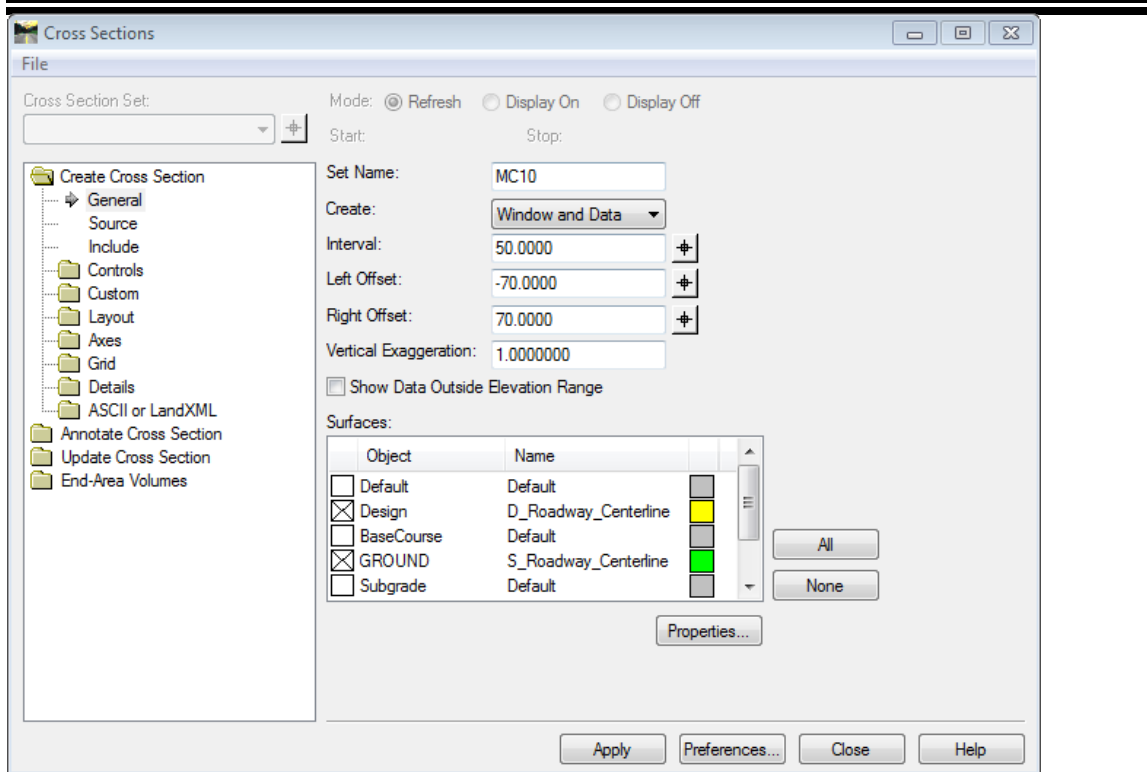 Cross Sections
File
Cross Section Set:
Mode: Refresh Display On Display Off
Start: Stop:
Create Cross Section
General
Source
Include
Controls
Custom
Layout
Axes
Grid
Details
ASCII or LandXML
Annotate Cross Section
Update Cross Section
End-Area Volumes
Set Name: MC10
Create: Window and Data
Interval: 50.0000
Left Offset: -70.0000
Right Offset: 70.0000
Vertical Exaggeration: 1.0000000
Show Data Outside Elevation Range
Surfaces:
Object Name
Default Default
Design D_Roadway_Centerline
BaseCourse Default
GROUND S_Roadway_Centerline
Subgrade Default
All
None
Properties...
Apply Preferences... Close Help